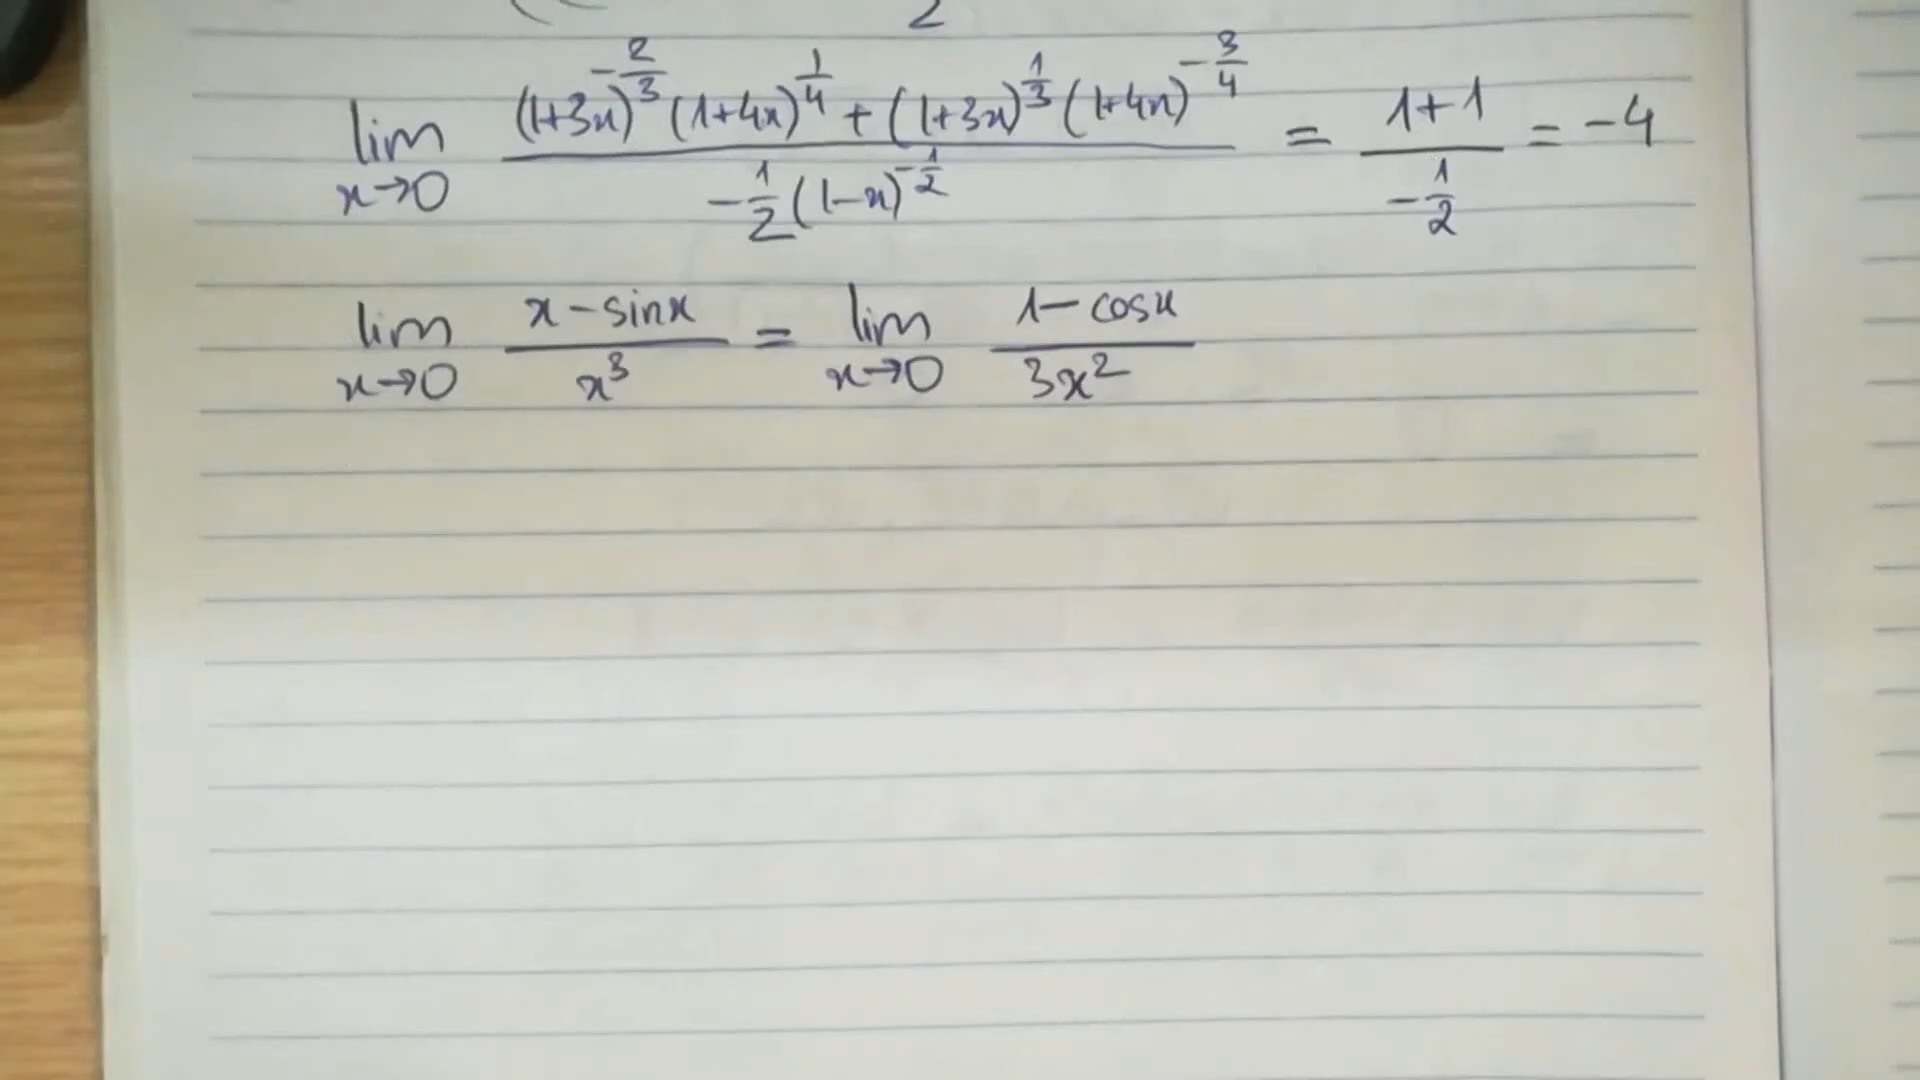 2
lim x→0 ((1+3x)^(-2/3) (1+4x)^(1/4) + (1+3x)^(1/3) (1+4x)^(-3/4)) / (-1/2 (1-x)^(-1/2)) = (1+1) / (-1/2) = -4
lim x→0 (x - sinx) / x^3 = lim x→0 (1 - cosx) / 3x^2